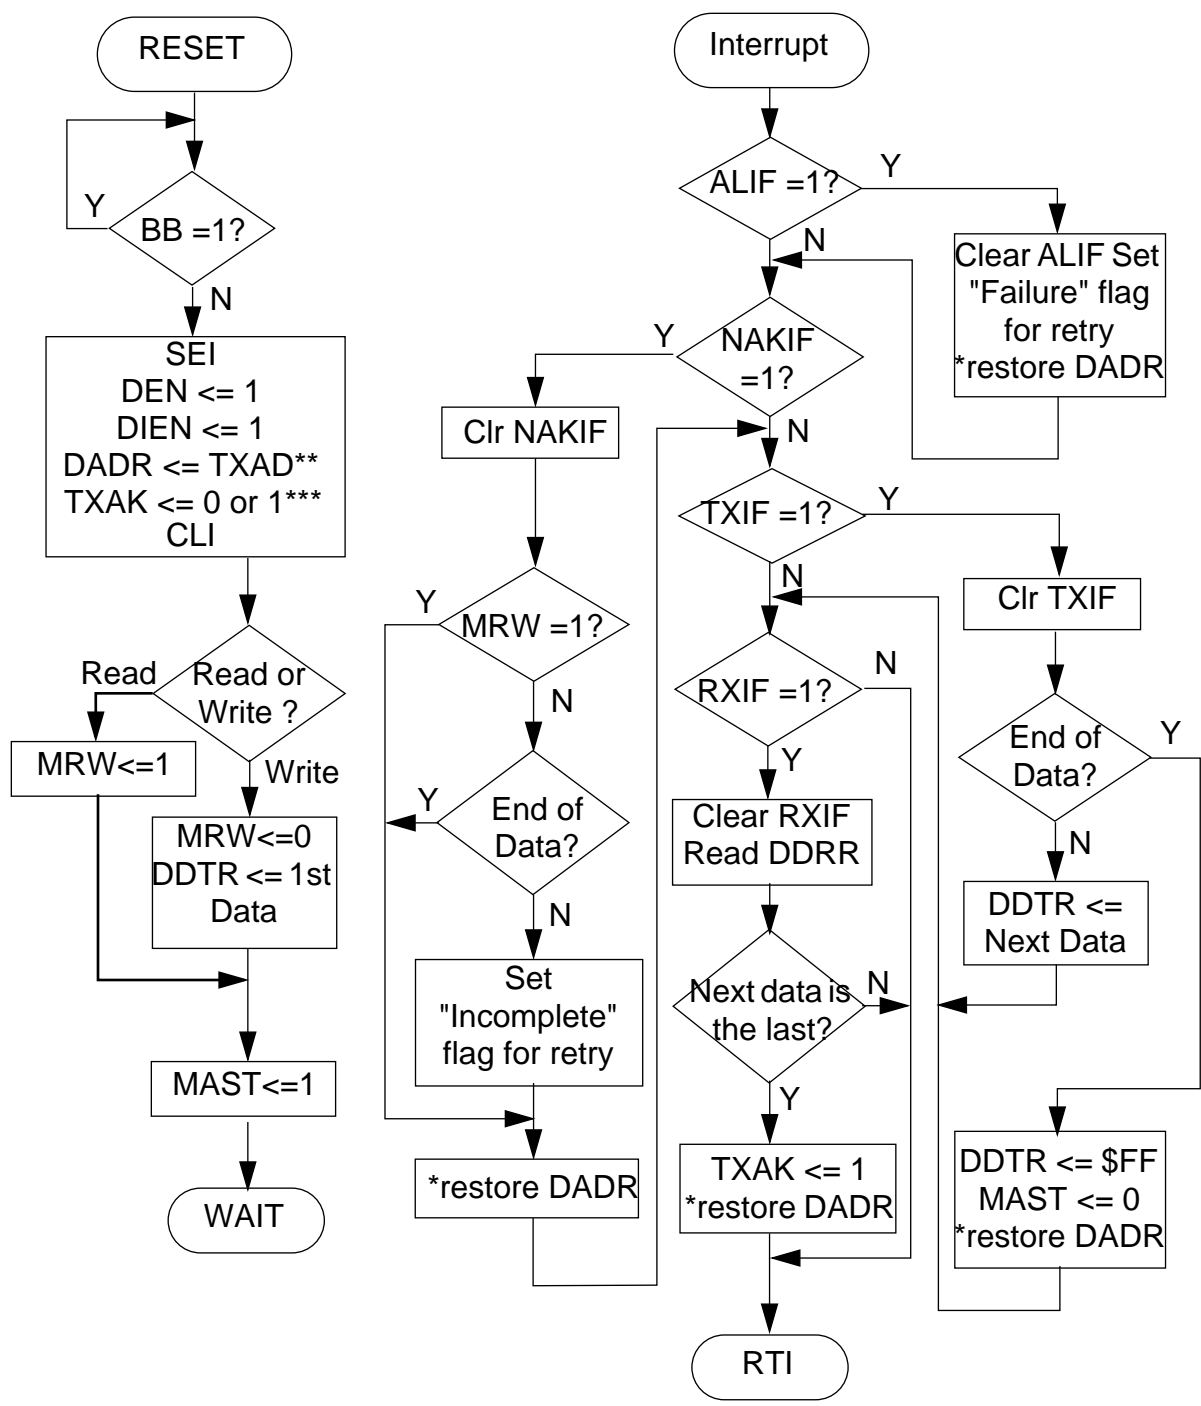 RESET
Y
BB =1?
N
SEI
DEN <= 1
DIEN <= 1
DADR <= TXAD**
TXAK <= 0 or 1***
CLI
Read
Read or
Write ?
MRW<=1
Write
MRW<=0
DDTR <= 1st
Data
MAST<=1
WAIT
Interrupt
ALIF =1?
Y
N
Clear ALIF Set
"Failure" flag
for retry
*restore DADR
Y
NAKIF
=1?
N
Clr NAKIF
Y
MRW =1?
N
Y
End of
Data?
N
Set
"Incomplete"
flag for retry
*restore DADR
TXIF =1?
Y
N
Clr TXIF
RXIF =1?
N
Y
End of
Data?
Y
N
Clear RXIF
Read DDRR
DDTR <=
Next Data
Next data is
the last?
N
Y
TXAK <= 1
*restore DADR
DDTR <= $FF
MAST <= 0
*restore DADR
RTI